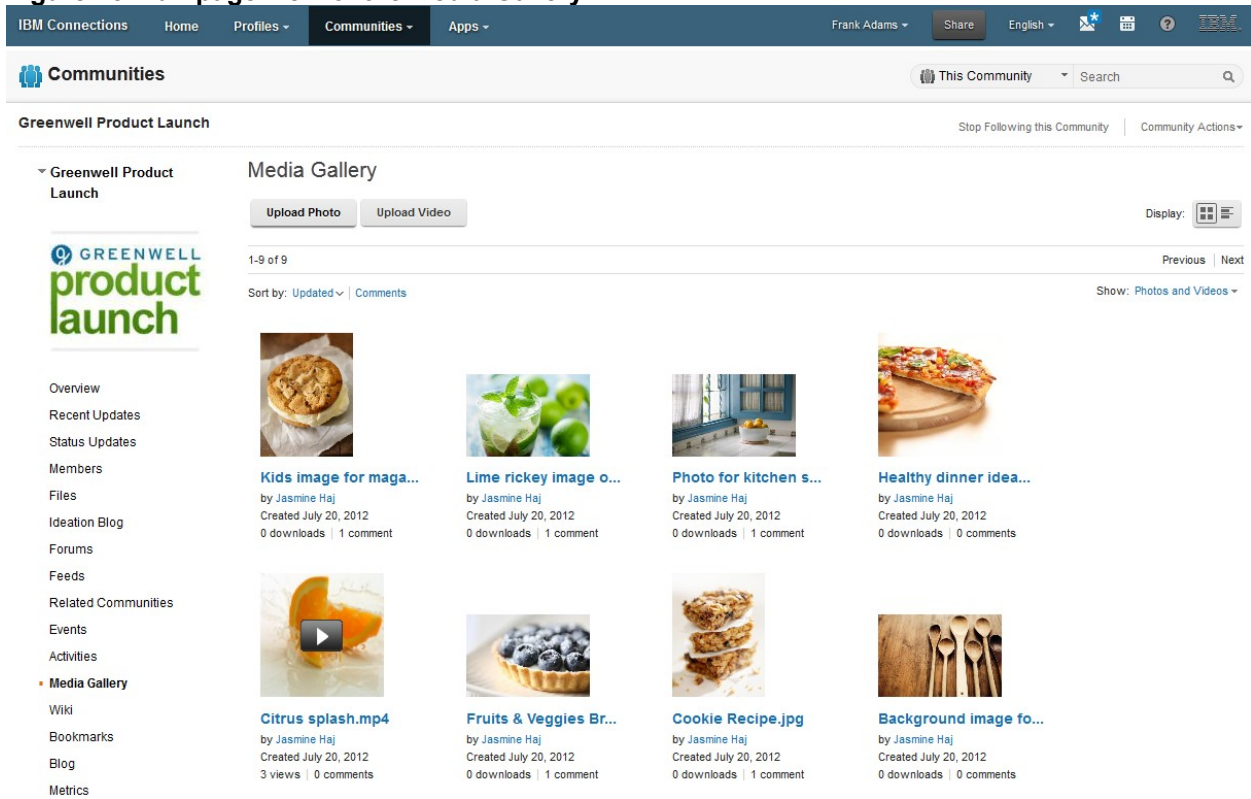 IBM Connections Home Profiles Communities Apps Frank Adams Share English IBM.
Communities
This Community Search
Greenwell Product Launch
Stop Following this Community | Community Actions
Greenwell Product Launch
GREENWELL
product
launch
Overview
Recent Updates
Status Updates
Members
Files
Ideation Blog
Forums
Feeds
Related Communities
Events
Activities
Media Gallery
Wiki
Bookmarks
Blog
Metrics
Media Gallery
Upload Photo Upload Video
Display:
1-9 of 9
Previous | Next
Sort by: Updated | Comments
Show: Photos and Videos
Kids image for maga...
by Jasmine Haj
Created July 20, 2012
0 downloads | 1 comment
Lime rickey image o...
by Jasmine Haj
Created July 20, 2012
0 downloads | 1 comment
Photo for kitchen s...
by Jasmine Haj
Created July 20, 2012
0 downloads | 1 comment
Healthy dinner idea...
by Jasmine Haj
Created July 20, 2012
0 downloads | 0 comments
Citrus splash.mp4
by Jasmine Haj
Created July 20, 2012
3 views | 0 comments
Fruits & Veggies Br...
by Jasmine Haj
Created July 20, 2012
0 downloads | 1 comment
Cookie Recipe.jpg
by Jasmine Haj
Created July 20, 2012
0 downloads | 1 comment
Background image fo...
by Jasmine Haj
Created July 20, 2012
0 downloads | 0 comments